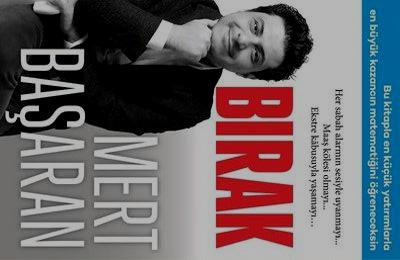 Bu kitapla en küçük yatırımlarla
en büyük kazancın matematiğini öğreneceksin
Her sabah alarmın sesiyle uyanmayı...
Maaş kölesi olmayı...
Ekstre kâbusuyla yaşamayı...
BIRAK
MERT
BAŞARAN